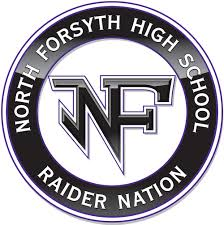 NORTH FORSYTH HIGH SCHOOL
NF
RAIDER NATION